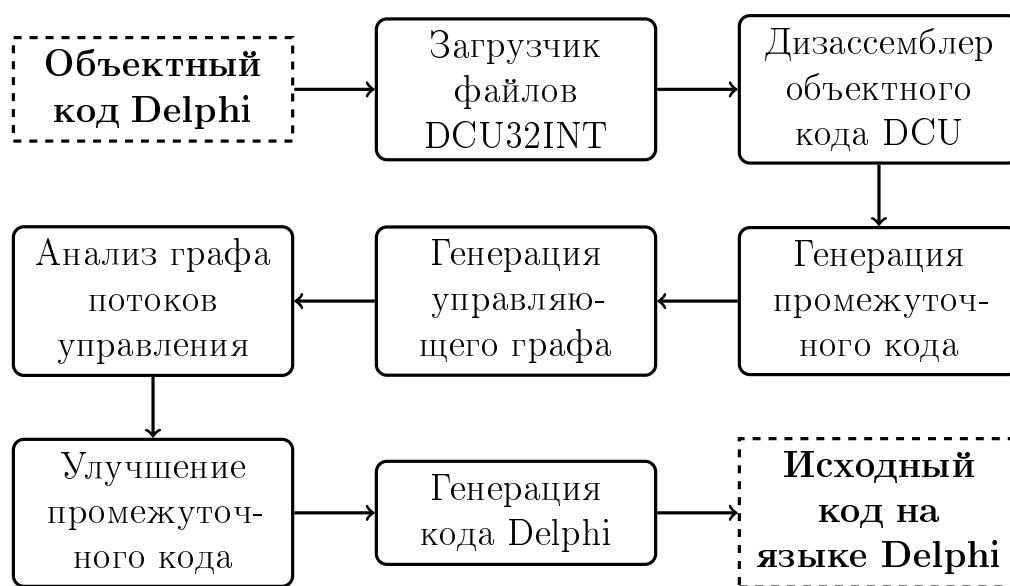 Объектный
код Delphi
Загрузчик
файлов
DCU32INT
Дизассемблер
объектного
кода DCU
Анализ графа
потоков
управления
Генерация
управляю-
щего графа
Генерация
промежуточ-
ного кода
Улучшение
промежуточ-
ного кода
Генерация
кода Delphi
Исходный
код на
языке Delphi